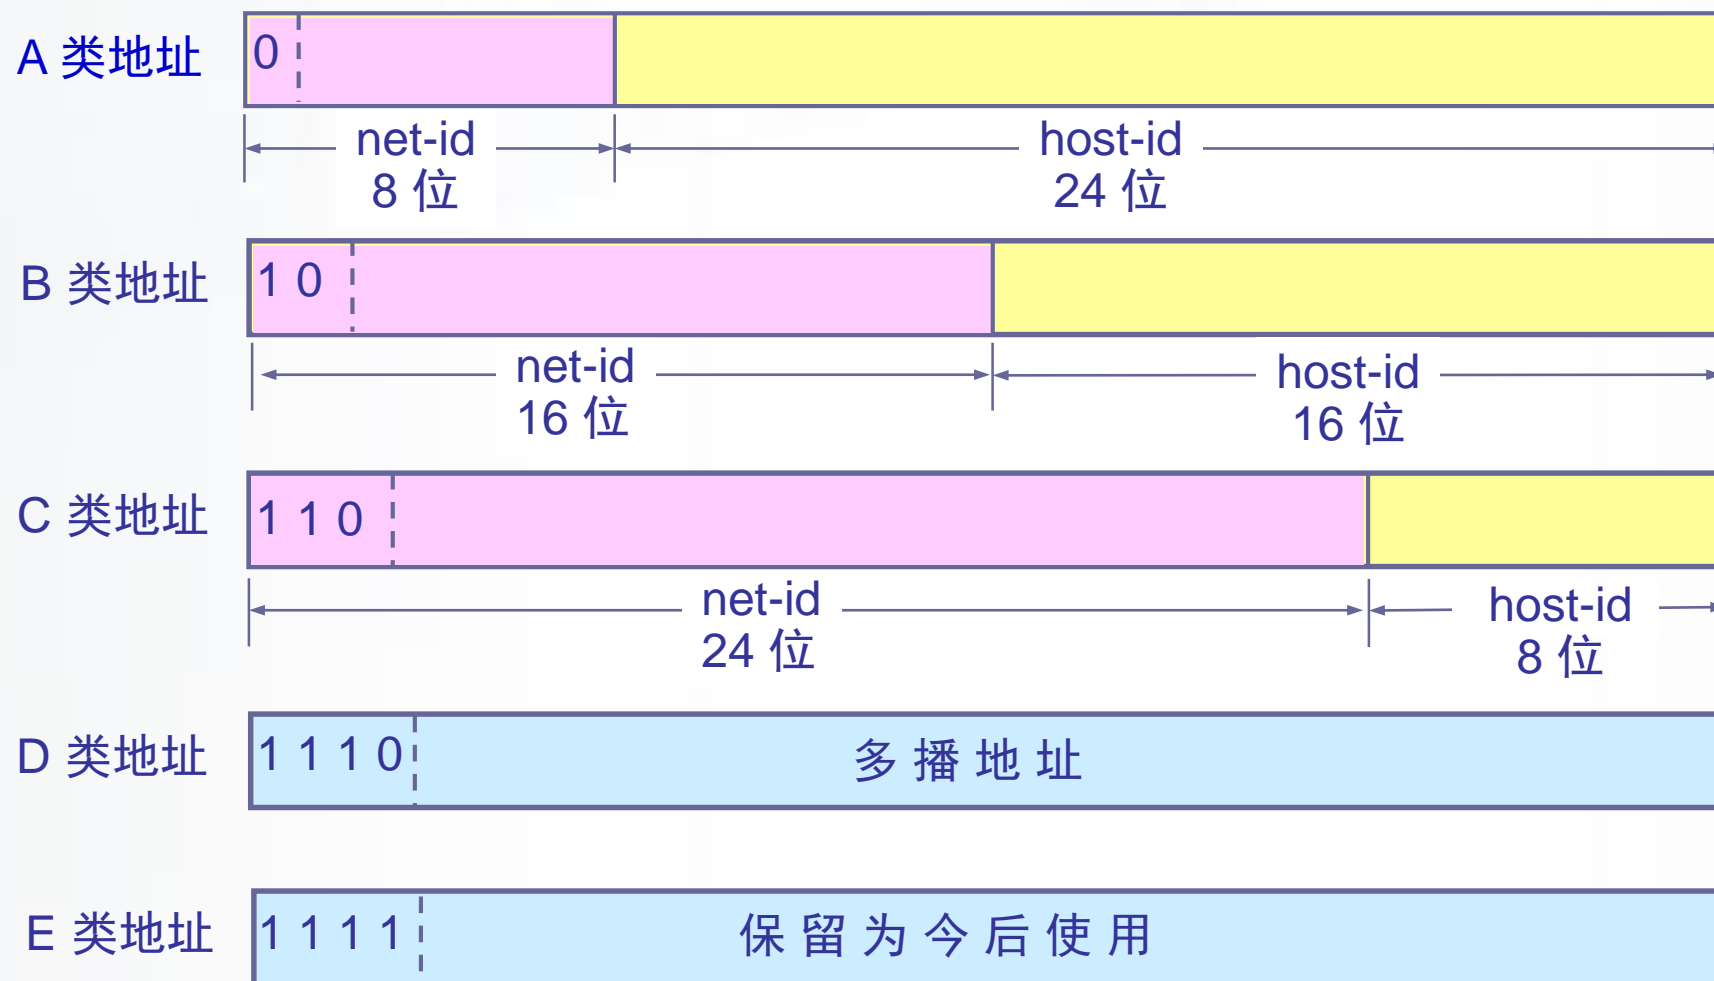 A 类地址
0
net-id
8 位
host-id
24 位
B 类地址
1 0
net-id
16 位
host-id
16 位
C 类地址
1 1 0
net-id
24 位
host-id
8 位
D 类地址
1 1 1 0
多 播 地 址
E 类地址
1 1 1 1
保 留 为 今 后 使 用